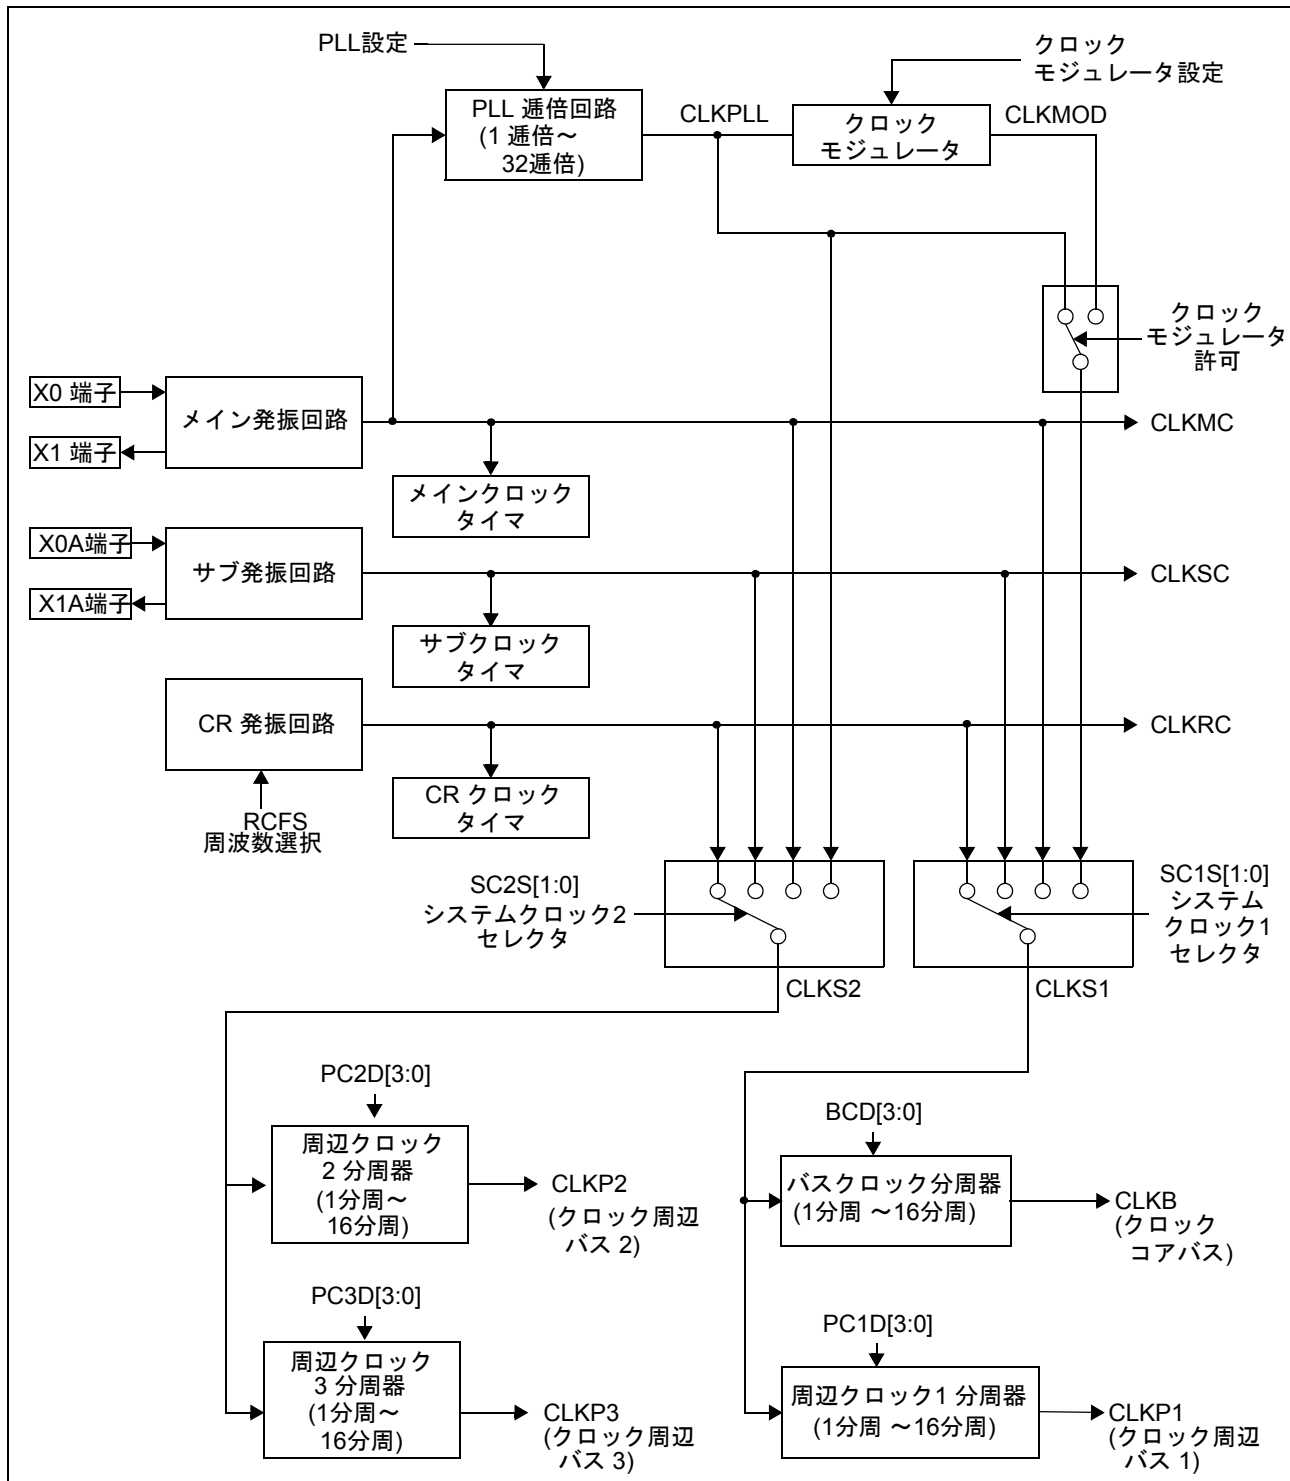 PLL設定
クロック
モジュレータ設定
PLL 逓倍回路
(1 逓倍～
32逓倍)
CLKPLL
クロック
モジュレータ
CLKMOD
クロック
モジュレータ
許可
X0 端子
X1 端子
メイン発振回路
CLKMC
メインクロック
タイマ
X0A端子
X1A端子
サブ発振回路
CLKSC
サブクロック
タイマ
CR 発振回路
CLKRC
CR クロック
タイマ
RCFS
周波数選択
SC2S[1:0]
システムクロック2
セレクタ
SC1S[1:0]
システム
クロック1
セレクタ
CLKS2
CLKS1
PC2D[3:0]
周辺クロック
2 分周器
(1分周～
16分周)
CLKP2
(クロック周辺
バス 2)
BCD[3:0]
バスクロック分周器
(1分周 ～16分周)
CLKB
(クロック
コアバス)
PC3D[3:0]
周辺クロック
3 分周器
(1分周～
16分周)
CLKP3
(クロック周辺
バス 3)
PC1D[3:0]
周辺クロック1 分周器
(1分周 ～16分周)
CLKP1
(クロック周辺
バス 1)